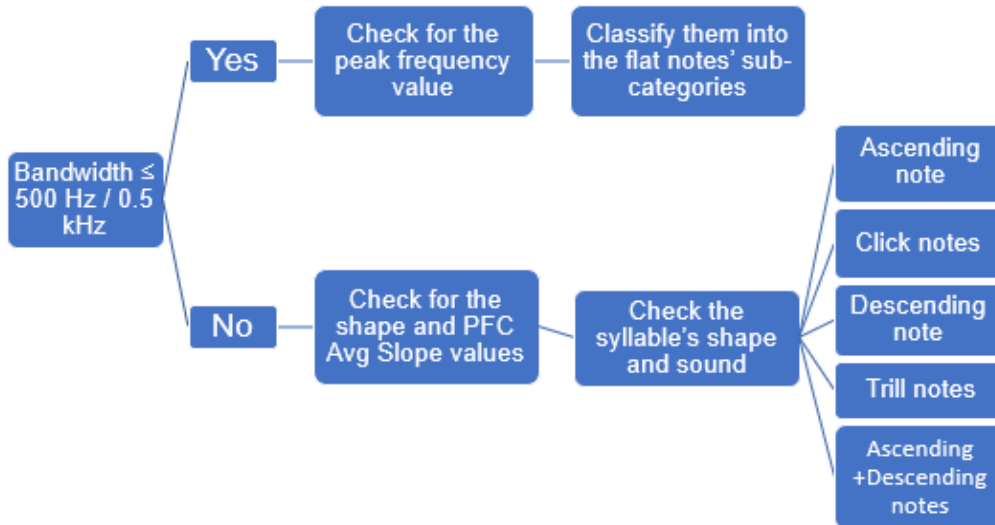 Bandwidth ≤
500 Hz / 0.5
kHz
Yes
Check for the
peak frequency
value
Classify them into
the flat notes' sub-
categories
No
Check for the
shape and PFC
Avg Slope values
Check the
syllable's shape
and sound
Ascending
note
Click notes
Descending
note
Trill notes
Ascending
+Descending
notes